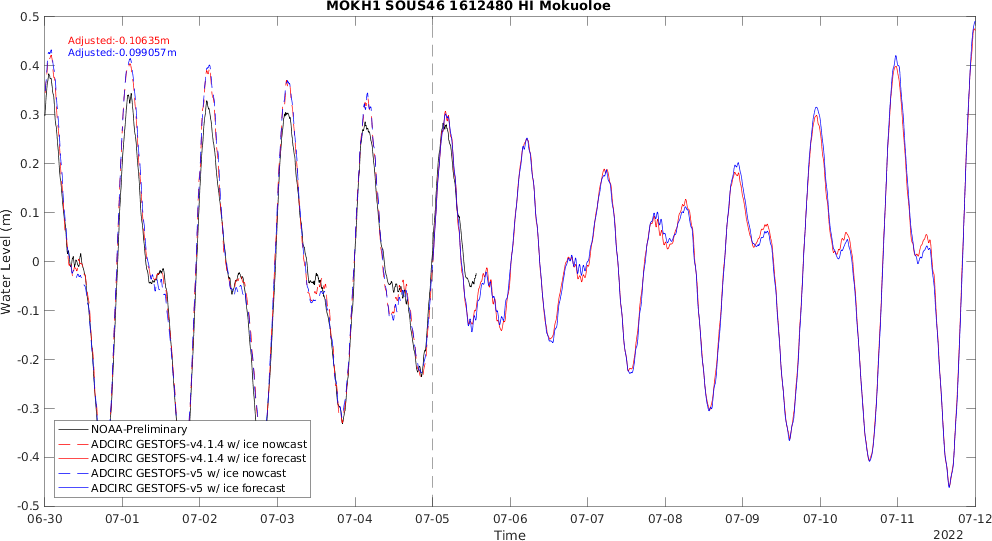 MOKH1 SOUS46 1612480 HI Mokuoloe
Adjusted:-0.10635m
Adjusted:-0.099057m
Water Level (m)
0.5
0.4
0.3
0.2
0.1
0
-0.1
-0.2
-0.3
-0.4
-0.5
NOAA-Preliminary
ADCIRC GESTOFS-v4.1.4 w/ ice nowcast
ADCIRC GESTOFS-v4.1.4 w/ ice forecast
ADCIRC GESTOFS-v5 w/ ice nowcast
ADCIRC GESTOFS-v5 w/ ice forecast
06-30 07-01 07-02 07-03 07-04 07-05 07-06 07-07 07-08 07-09 07-10 07-11 07-12
Time
2022